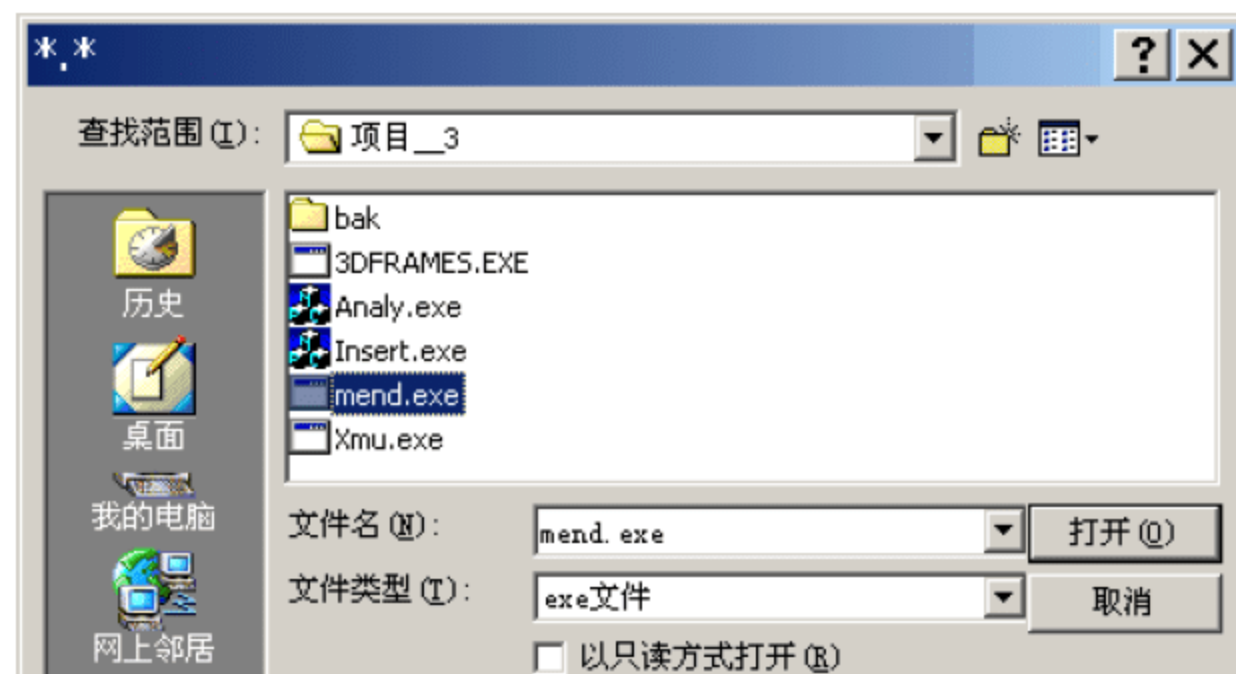 *.*
查找范围(I):
项目__3
历史
桌面
我的电脑
网上邻居
bak
3DFRAMES.EXE
Analy.exe
Insert.exe
mend.exe
Xmu.exe
文件名(N):
mend.exe
打开(O)
文件类型(T):
exe文件
取消
以只读方式打开(R)